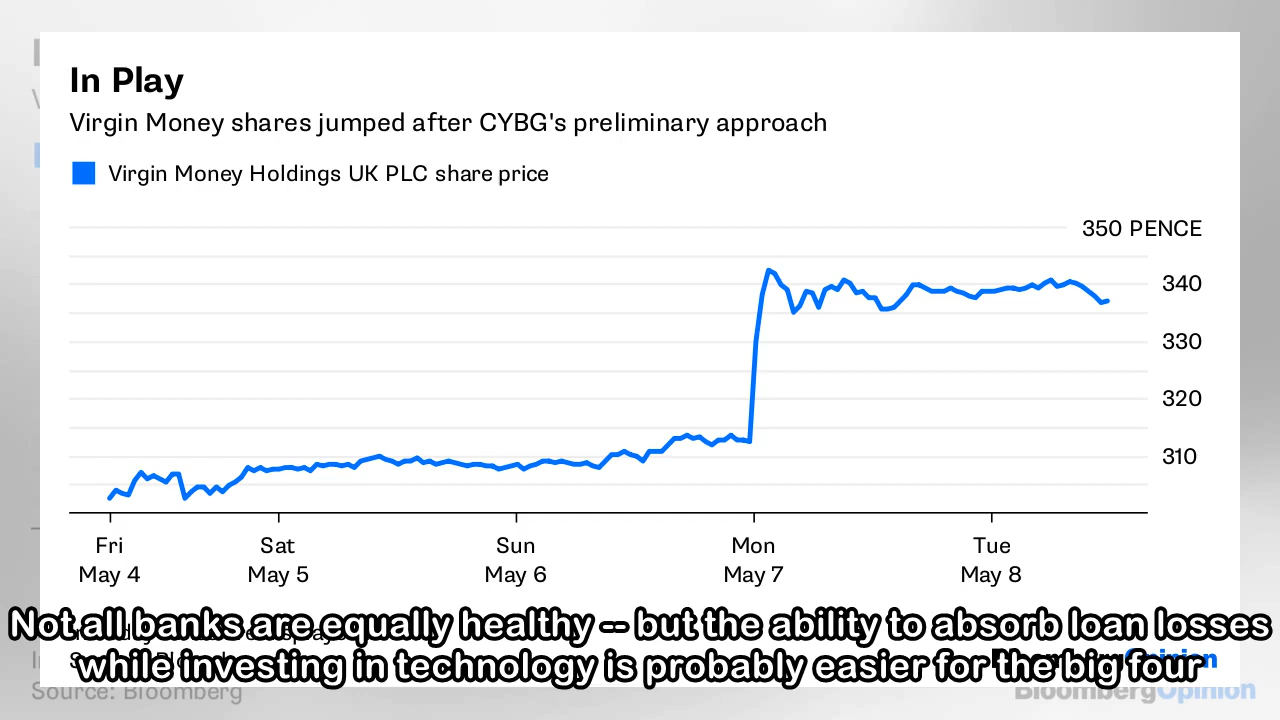 In Play
Virgin Money shares jumped after CYBG's preliminary approach
Virgin Money Holdings UK PLC share price
350 PENCE
340
330
320
310
Fri Sat Sun Mon Tue
May 4 May 5 May 6 May 7 May 8
Not all banks are equally healthy -- but the ability to absorb loan losses
while investing in technology is probably easier for the big four
Source: Bloomberg
BloombergOpinion